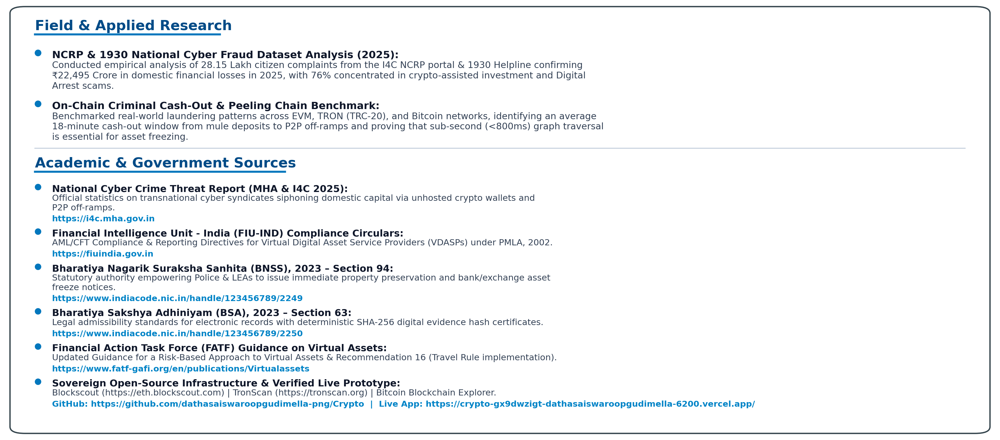 Field & Applied Research
NCRP & 1930 National Cyber Fraud Dataset Analysis (2025):
Conducted empirical analysis of 28.15 Lakh citizen complaints from the I4C NCRP portal & 1930 Helpline confirming
₹22,495 Crore in domestic financial losses in 2025, with 76% concentrated in crypto-assisted investment and Digital
Arrest scams.
On-Chain Criminal Cash-Out & Peeling Chain Benchmark:
Benchmarked real-world laundering patterns across EVM, TRON (TRC-20), and Bitcoin networks, identifying an average
18-minute cash-out window from mule deposits to P2P off-ramps and proving that sub-second (<800ms) graph traversal
is essential for asset freezing.
Academic & Government Sources
National Cyber Crime Threat Report (MHA & I4C 2025):
Official statistics on transnational cyber syndicates siphoning domestic capital via unhosted crypto wallets and
P2P off-ramps.
https://i4c.mha.gov.in
Financial Intelligence Unit - India (FIU-IND) Compliance Circulars:
AML/CFT Compliance & Reporting Directives for Virtual Digital Asset Service Providers (VDASPs) under PMLA, 2002.
https://fiuindia.gov.in
Bharatiya Nagarik Suraksha Sanhita (BNSS), 2023 – Section 94:
Statutory authority empowering Police & LEAs to issue immediate property preservation and bank/exchange asset
freeze notices.
https://www.indiacode.nic.in/handle/123456789/2249
Bharatiya Sakshya Adhiniyam (BSA), 2023 – Section 63:
Legal admissibility standards for electronic records with deterministic SHA-256 digital evidence hash certificates.
https://www.indiacode.nic.in/handle/123456789/2250
Financial Action Task Force (FATF) Guidance on Virtual Assets:
Updated Guidance for a Risk-Based Approach to Virtual Assets & Recommendation 16 (Travel Rule implementation).
https://www.fatf-gafi.org/en/publications/Virtualassets
Sovereign Open-Source Infrastructure & Verified Live Prototype:
Blockscout (https://eth.blockscout.com) | TronScan (https://tronscan.org) | Bitcoin Blockchain Explorer.
GitHub: https://github.com/dathasaiswaroopgudimella-png/Crypto | Live App: https://crypto-gx9dwzigt-dathasaiswaroopgudimella-6200.vercel.app/